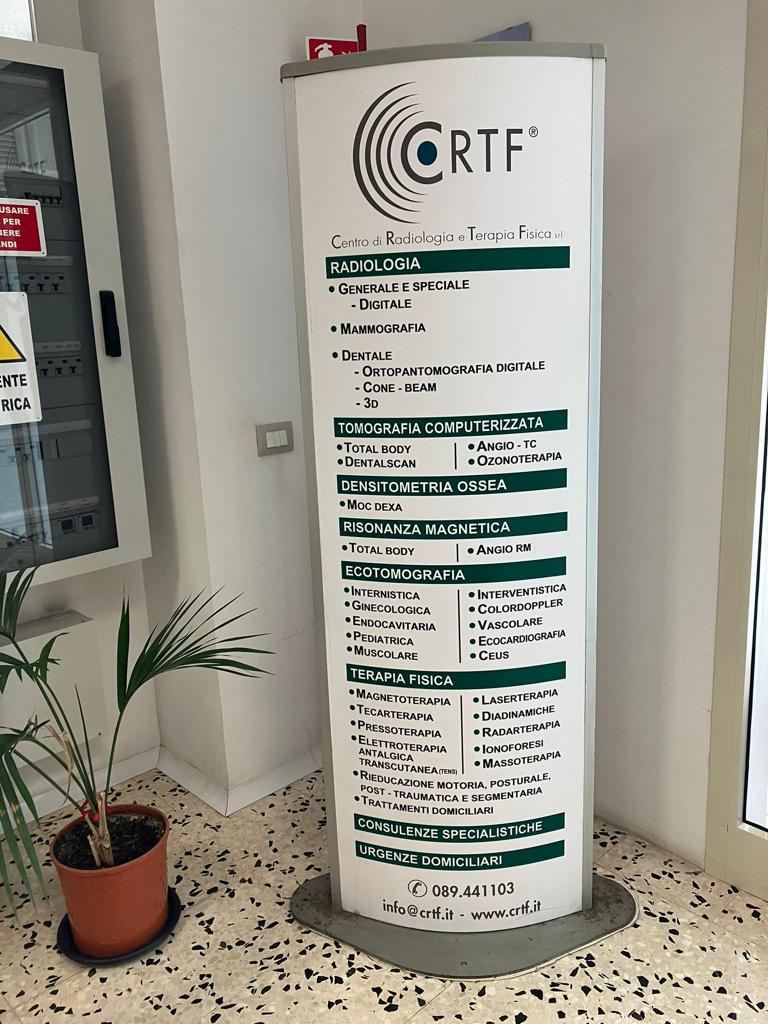 USARE
PER
NERE
NDI
ENTE
RICA
CRTF®
Centro di Radiologia e Terapia Fisica srl
RADIOLOGIA
• GENERALE E SPECIALE
- DIGITALE
• MAMMOGRAFIA
• DENTALE
- ORTOPANTOMOGRAFIA DIGITALE
- CONE - BEAM
- 3D
TOMOGRAFIA COMPUTERIZZATA
• TOTAL BODY
• DENTALSCAN
• ANGIO - TC
• OZONOTERAPIA
DENSITOMETRIA OSSEA
• MOC DEXA
RISONANZA MAGNETICA
• TOTAL BODY
• ANGIO RM
ECOTOMOGRAFIA
• INTERNISTICA
• GINECOLOGICA
• ENDOCAVITARIA
• PEDIATRICA
• MUSCOLARE
• INTERVENTISTICA
• COLORDOPPLER
• VASCOLARE
• ECOCARDIOGRAFIA
• CEUS
TERAPIA FISICA
• MAGNETOTERAPIA
• TECARTERAPIA
• PRESSOTERAPIA
• ELETTROTERAPIA
ANTALGICA
TRANSCUTANEA (TENS)
• LASERTERAPIA
• DIADINAMICHE
• RADARTERAPIA
• IONOFORESI
• MASSOTERAPIA
• RIEDUCAZIONE MOTORIA, POSTURALE,
POST - TRAUMATICA E SEGMENTARIA
• TRATTAMENTI DOMICILIARI
CONSULENZE SPECIALISTICHE
URGENZE DOMICILIARI
089.441103
info@crtf.it - www.crtf.it